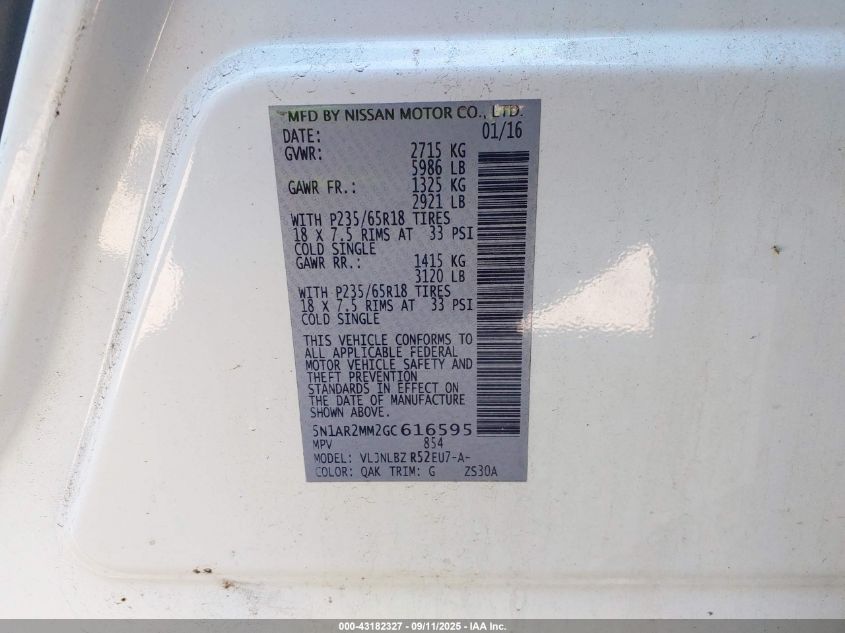 MFD BY NISSAN MOTOR CO., LTD.
DATE: 01/16
GVWR: 2715 KG
5986 LB
GAWR FR.: 1325 KG
2921 LB
WITH P235/65R18 TIRES
18 X 7.5 RIMS AT 33 PSI
COLD SINGLE
GAWR RR.: 1415 KG
3120 LB
WITH P235/65R18 TIRES
18 X 7.5 RIMS AT 33 PSI
COLD SINGLE
THIS VEHICLE CONFORMS TO
ALL APPLICABLE FEDERAL
MOTOR VEHICLE SAFETY AND
THEFT PREVENTION
STANDARDS IN EFFECT ON
THE DATE OF MANUFACTURE
SHOWN ABOVE.
5N1AR2MM2GC616595
MPV 854
MODEL: VLJNLBZ R52EU7-A-
COLOR: QAK TRIM: G ZS30A
000-43182327 - 09/11/2025 - IAA Inc.